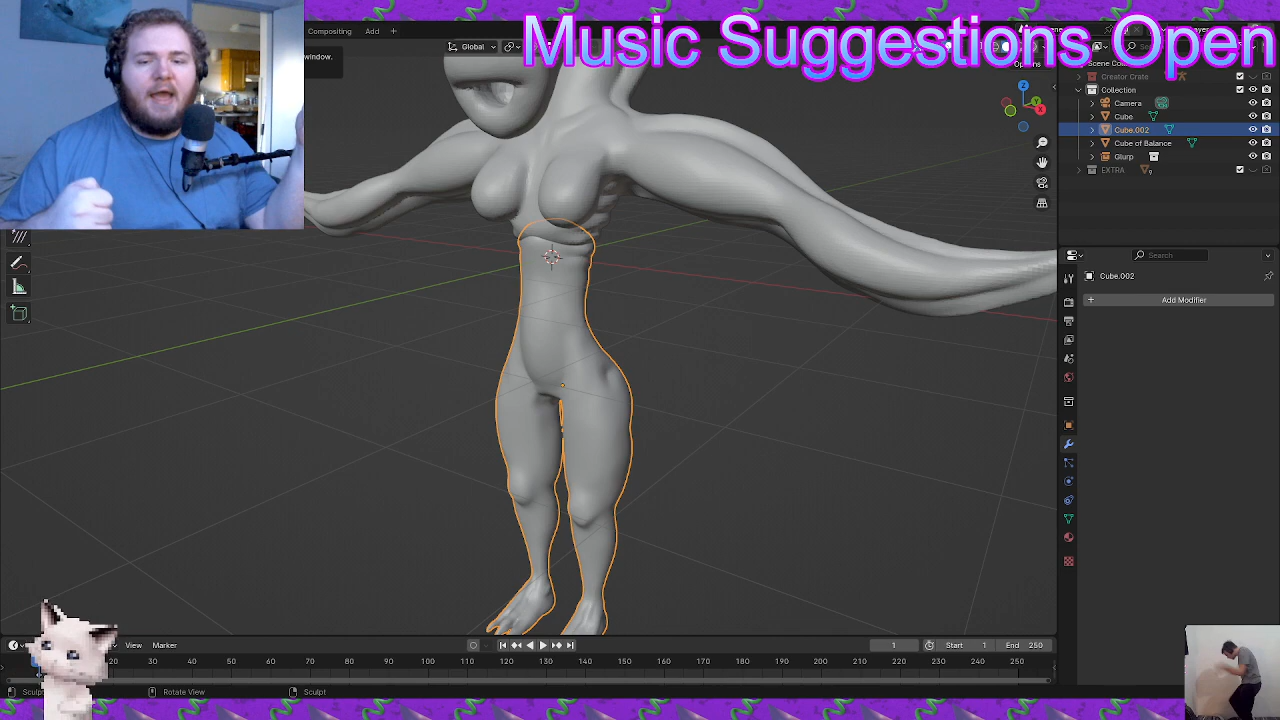 Music Suggestions Open
Compositing
Add
window.
Global
Options
Scene Coll
Creator Crate
Collection
Camera
Cube
Cube.002
Cube of Balance
Glurp
EXTRA
Search
Cube.002
Add Modifier
View
Marker
1
Start
1
End
250
20 30 40 50 60 70 80 90 100 110 120 130 140 150 160 170 180 190 200 210 220 230 240 250
Sculpt
Rotate View
Sculpt